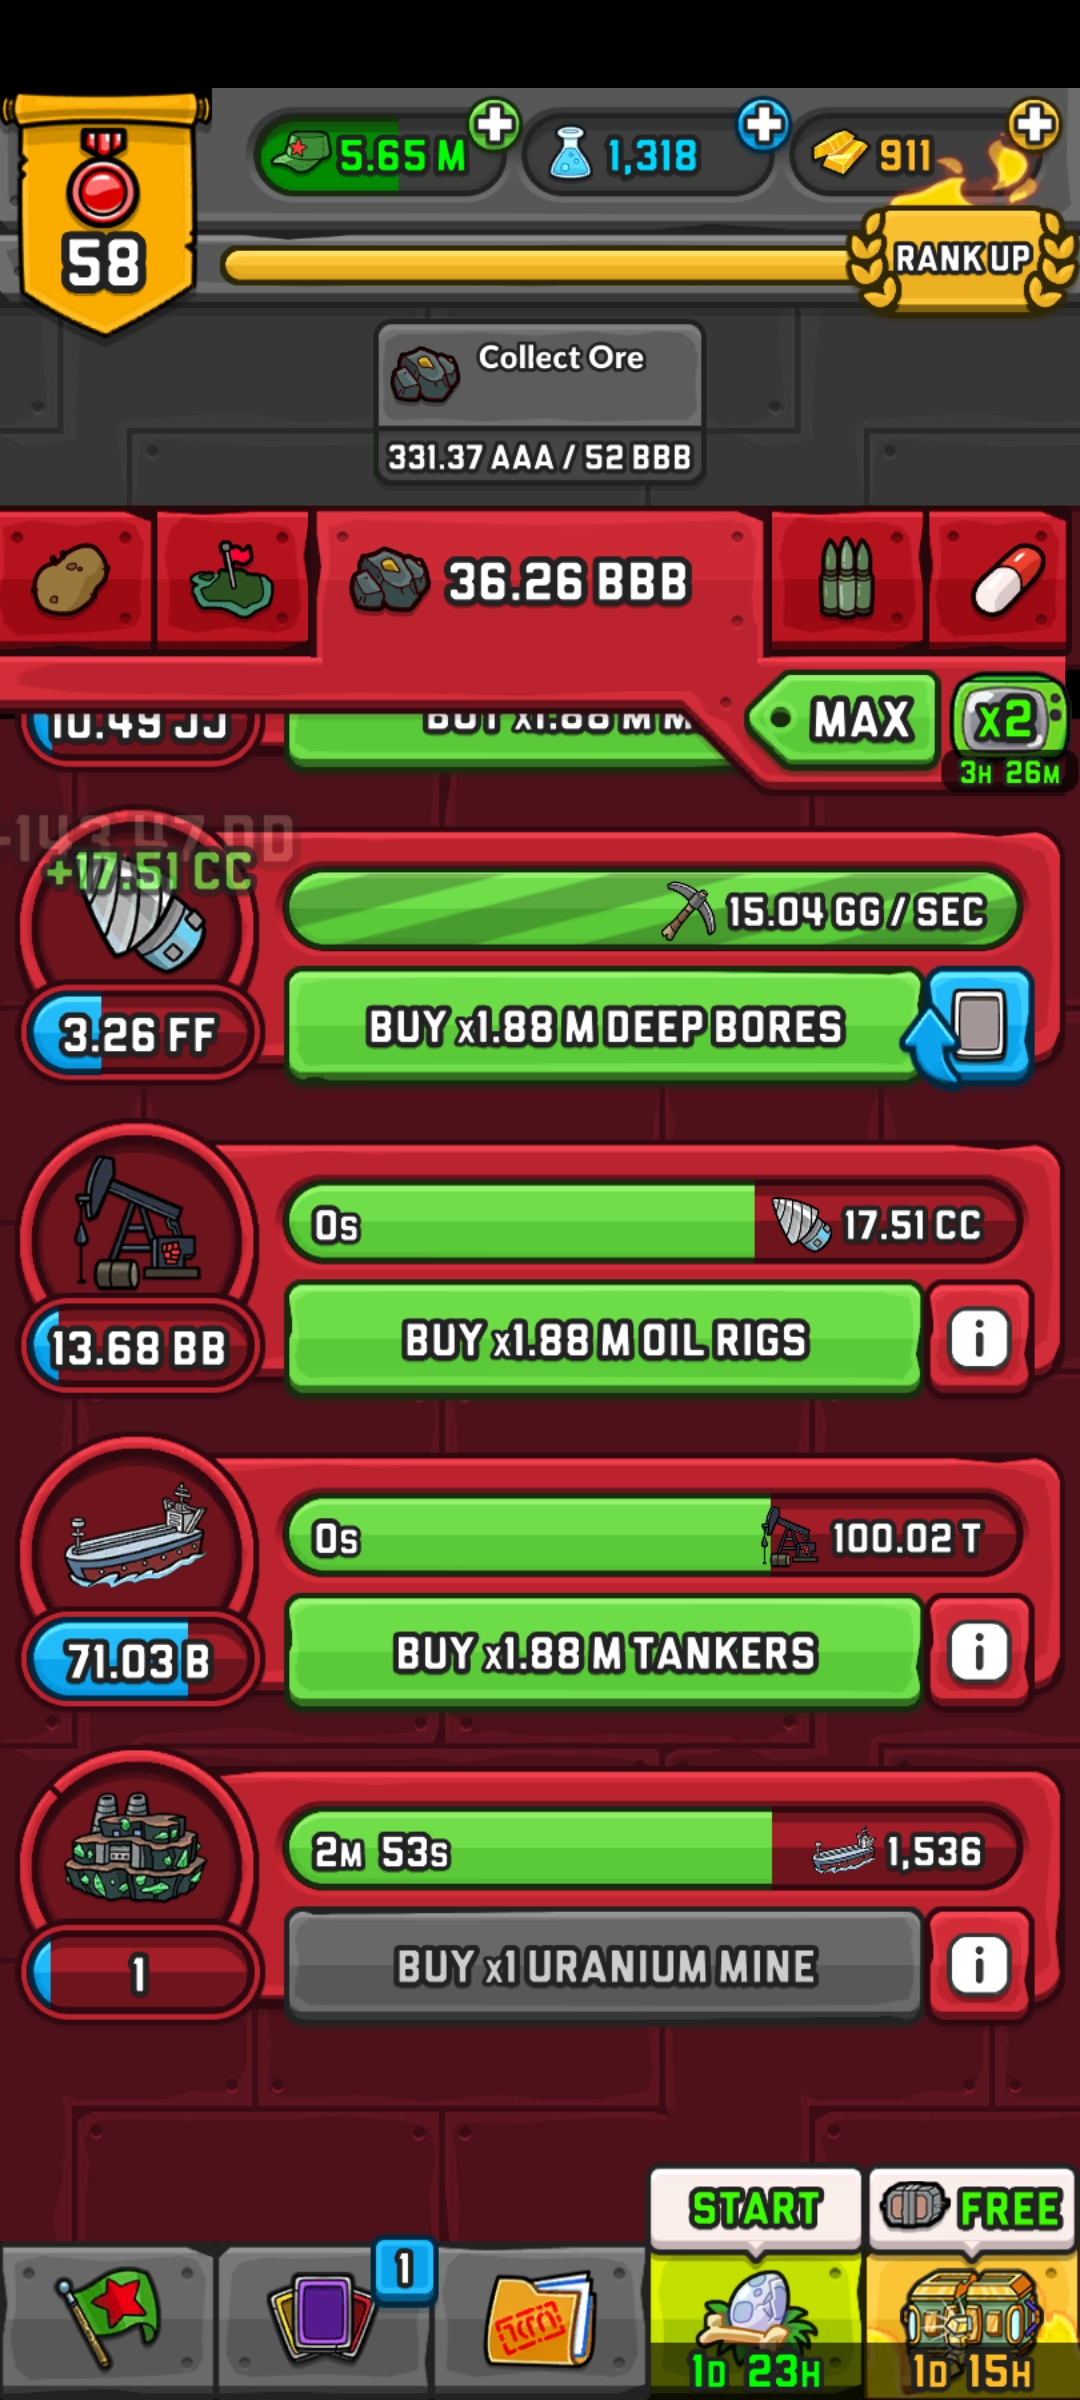 5.65 M
1,318
911
58
RANK UP
Collect Ore
331.37 AAA / 52 BBB
36.26 BBB
MAX
x2
3H 26M
10.49 JJ
BUY x1.88 M M
-143.47 DD
+17.51 CC
15.04 GG / SEC
3.26 FF
BUY x1.88 M DEEP BORES
0s
17.51 CC
13.68 BB
BUY x1.88 M OIL RIGS
0s
100.02 T
71.03 B
BUY x1.88 M TANKERS
2M 53s
1,536
1
BUY x1 URANIUM MINE
START
FREE
1
1D 23H
1D 15H